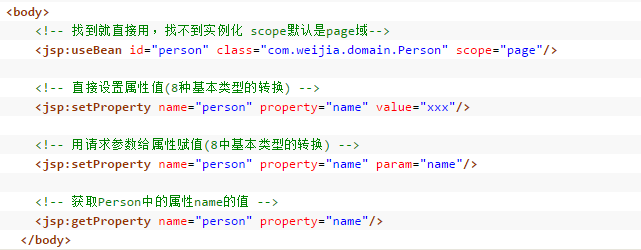 <body>
<!-- 找到就直接用，找不到实例化 scope默认是page域-->
<jsp:useBean id="person" class="com.weijia.domain.Person" scope="page"/>
<!-- 直接设置属性值(8种基本类型的转换) -->
<jsp:setProperty name="person" property="name" value="xxx"/>
<!-- 用请求参数给属性赋值(8中基本类型的转换) -->
<jsp:setProperty name="person" property="name" param="name"/>
<!-- 获取Person中的属性name的值 -->
<jsp:getProperty name="person" property="name"/>
</body>